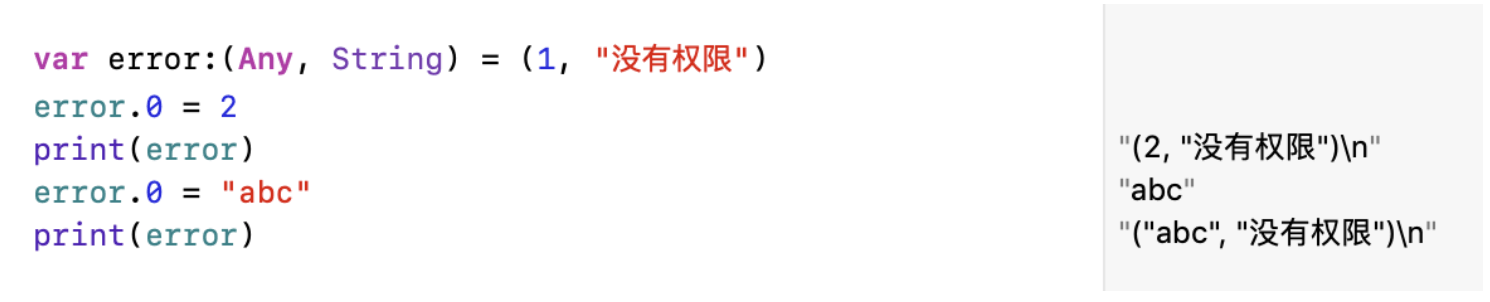 var error:(Any, String) = (1, "没有权限")
error.0 = 2
print(error)
"(2, "没有权限")\n"
error.0 = "abc"
"abc"
print(error)
"("abc", "没有权限")\n"